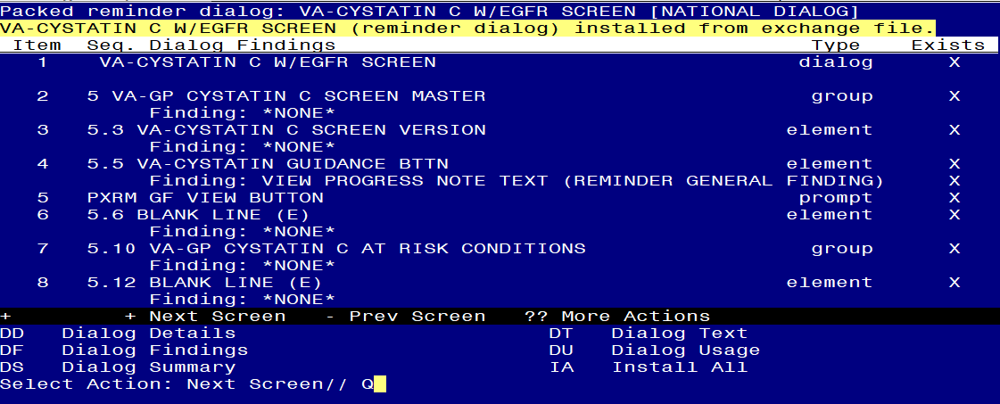 Packed reminder dialog: VA-CYSTATIN C W/EGFR SCREEN [NATIONAL DIALOG]
VA-CYSTATIN C W/EGFR SCREEN (reminder dialog) installed from exchange file.
Item Seq. Dialog Findings Type Exists
1 VA-CYSTATIN C W/EGFR SCREEN dialog X
2 5 VA-GP CYSTATIN C SCREEN MASTER group X
Finding: *NONE*
3 5.3 VA-CYSTATIN C SCREEN VERSION element X
Finding: *NONE*
4 5.5 VA-CYSTATIN GUIDANCE BTTN element X
Finding: VIEW PROGRESS NOTE TEXT (REMINDER GENERAL FINDING) X
5 PXRM GF VIEW BUTTON prompt X
6 5.6 BLANK LINE (E) element X
Finding: *NONE*
7 5.10 VA-GP CYSTATIN C AT RISK CONDITIONS group X
Finding: *NONE*
8 5.12 BLANK LINE (E) element X
Finding: *NONE*
+ + Next Screen - Prev Screen ?? More Actions
DD Dialog Details DT Dialog Text
DF Dialog Findings DU Dialog Usage
DS Dialog Summary IA Install All
Select Action: Next Screen// Q